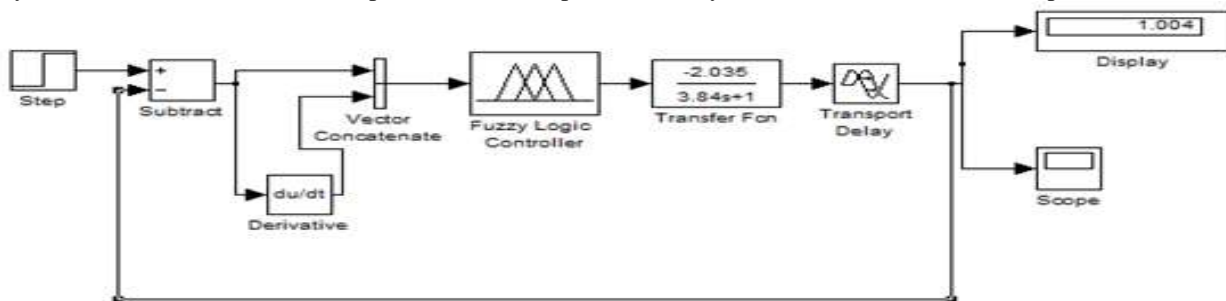 1.004
Display
+
−
Step
Subtract
Vector
Concatenate
Fuzzy Logic
Controller
-2.035
3.84s+1
Transfer Fcn
Transport
Delay
du/dt
Derivative
Scope